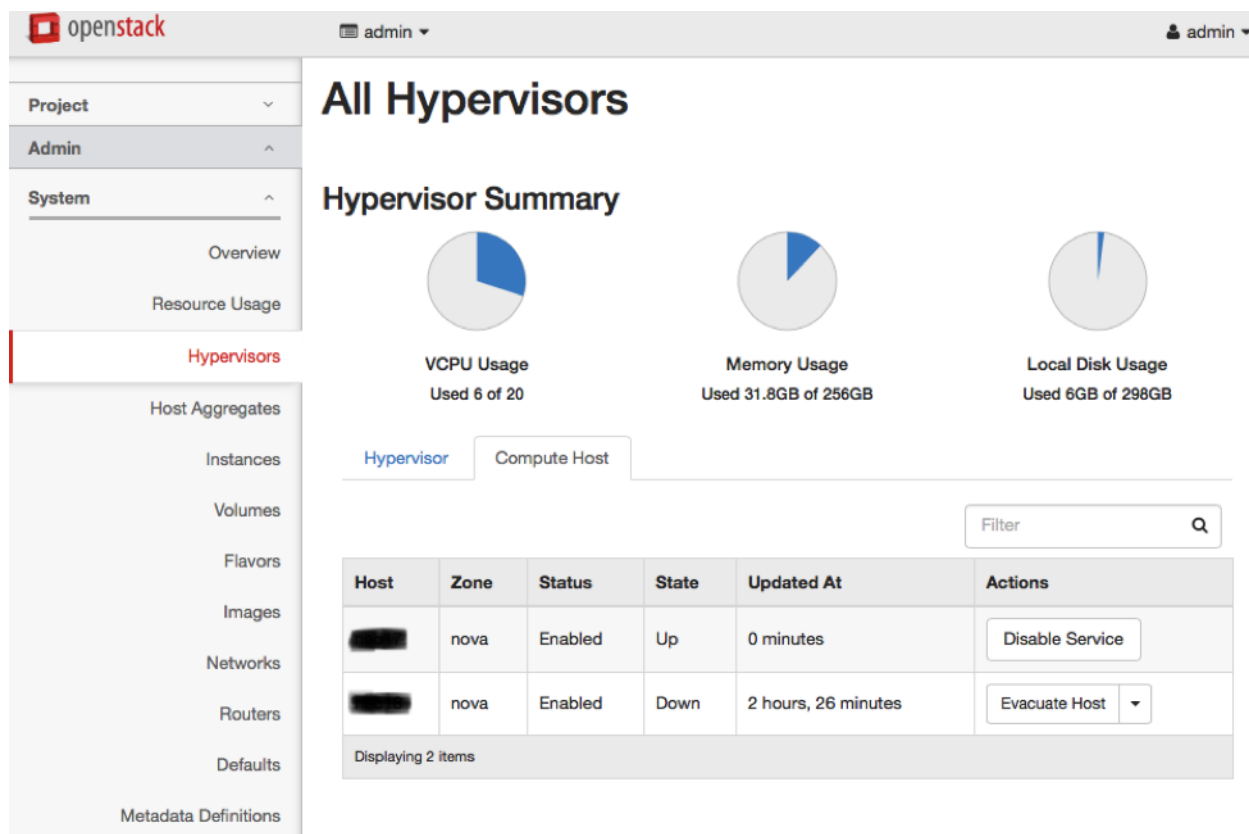 openstack
admin
admin
Project
Admin
System
Overview
Resource Usage
Hypervisors
Host Aggregates
Instances
Volumes
Flavors
Images
Networks
Routers
Defaults
Metadata Definitions
All Hypervisors
Hypervisor Summary
VCPU Usage
Used 6 of 20
Memory Usage
Used 31.8GB of 256GB
Local Disk Usage
Used 6GB of 298GB
Hypervisor Compute Host
Filter
Host Zone Status State Updated At Actions
nova Enabled Up 0 minutes Disable Service
nova Enabled Down 2 hours, 26 minutes Evacuate Host
Displaying 2 items